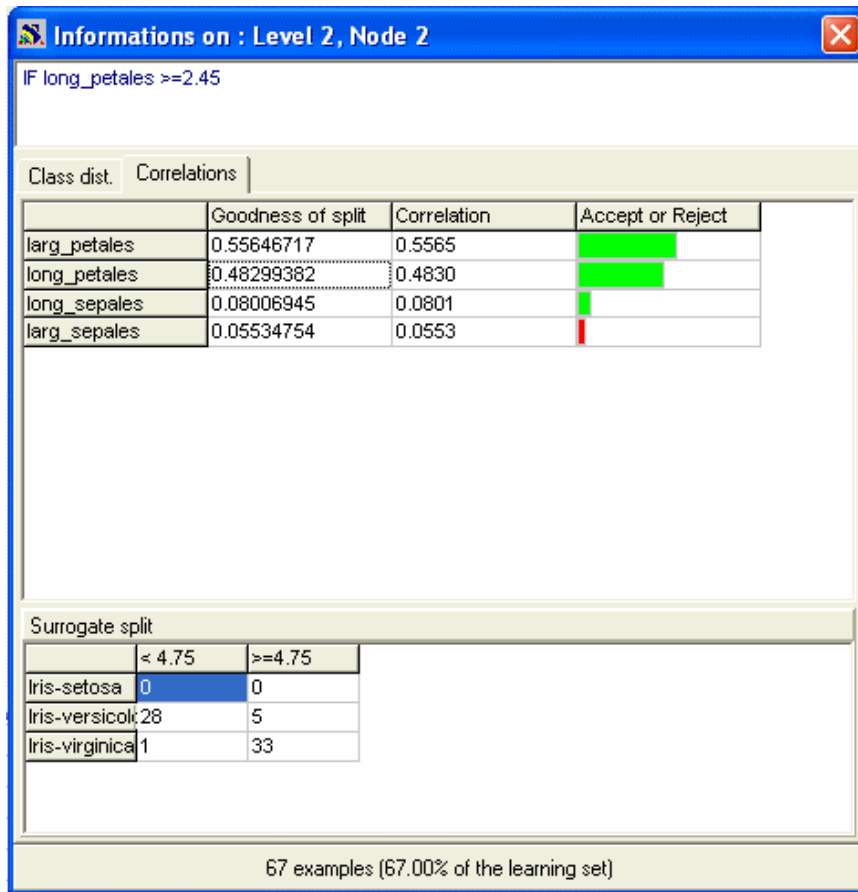 Informations on : Level 2, Node 2
IF long_petales >=2.45
Class dist. Correlations
Goodness of split Correlation Accept or Reject
larg_petales 0.55646717 0.5565
long_petales 0.48299382 0.4830
long_sepales 0.08006945 0.0801
larg_sepales 0.05534754 0.0553
Surrogate split
< 4.75 >=4.75
Iris-setosa 0 0
Iris-versicol 28 5
Iris-virginica 1 33
67 examples (67.00% of the learning set)